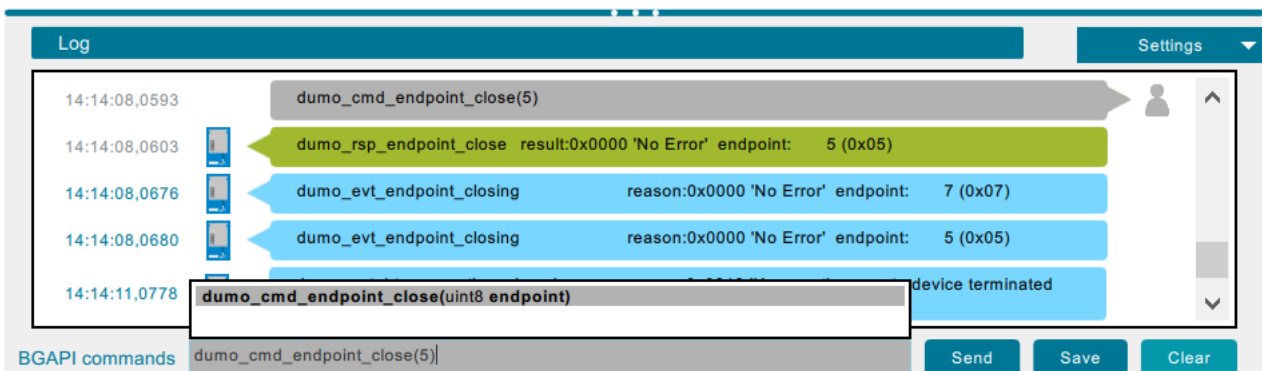 Log
Settings
14:14:08,0593 dumo_cmd_endpoint_close(5)
14:14:08,0603 dumo_rsp_endpoint_close result:0x0000 'No Error' endpoint: 5 (0x05)
14:14:08,0676 dumo_evt_endpoint_closing reason:0x0000 'No Error' endpoint: 7 (0x07)
14:14:08,0680 dumo_evt_endpoint_closing reason:0x0000 'No Error' endpoint: 5 (0x05)
14:14:11,0778 device terminated
dumo_cmd_endpoint_close(uint8 endpoint)
BGAPI commands dumo_cmd_endpoint_close(5) Send Save Clear